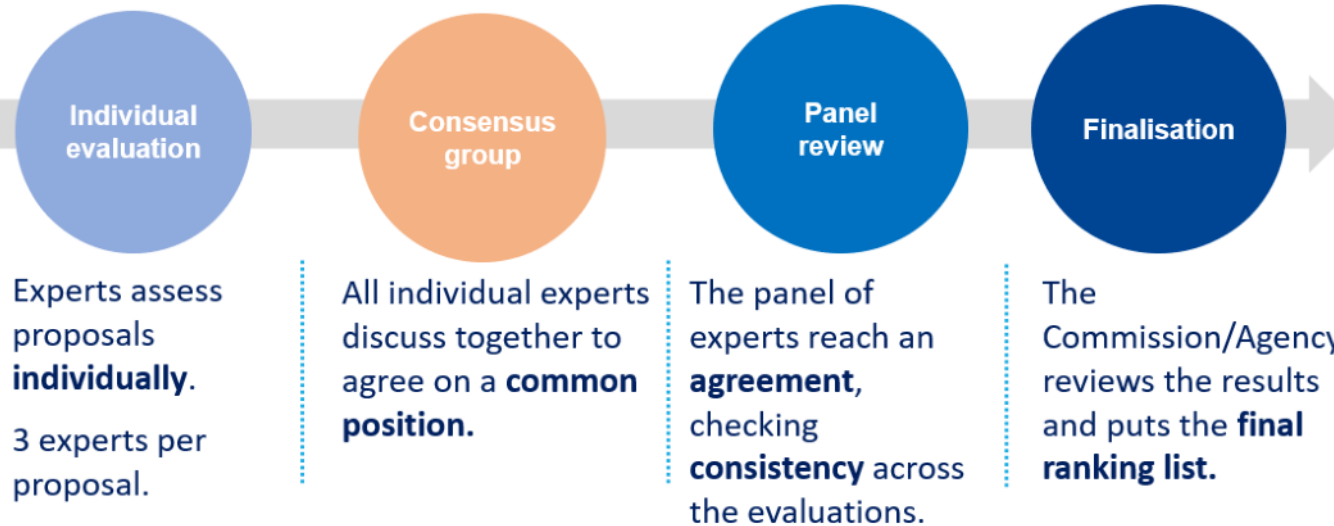 Individual
evaluation
Consensus
group
Panel
review
Finalisation
Experts assess
proposals
individually.
3 experts per
proposal.
All individual experts
discuss together to
agree on a common
position.
The panel of
experts reach an
agreement,
checking
consistency across
the evaluations.
The
Commission/Agency
reviews the results
and puts the final
ranking list.